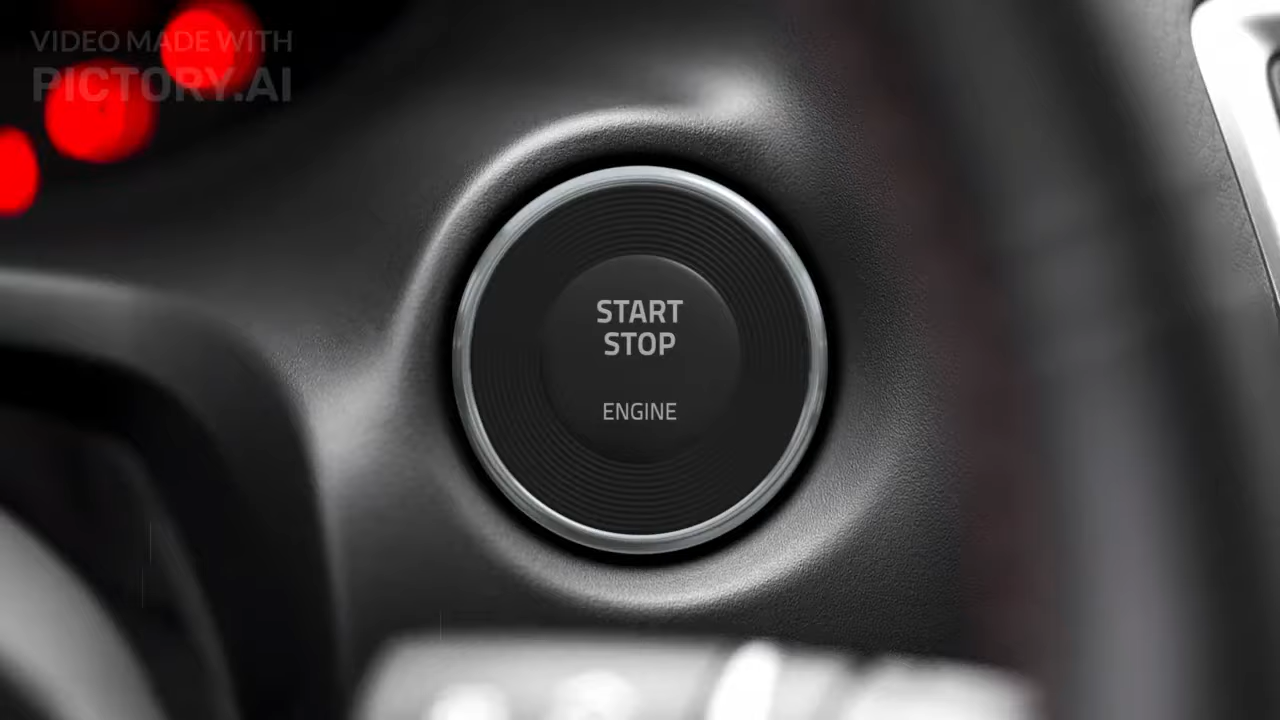 VIDEO MADE WITH
PICTORY.AI
START
STOP
ENGINE